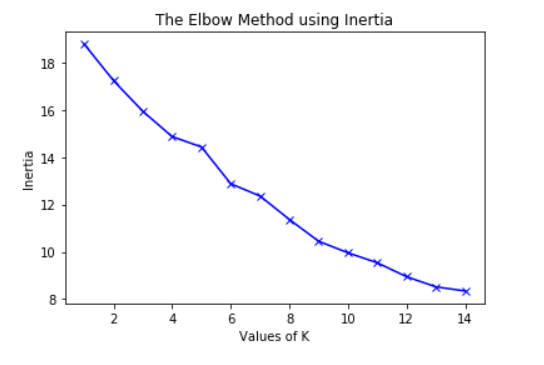 The Elbow Method using Inertia
18
16
14
12
10
8
Inertia
2 4 6 8 10 12 14
Values of K